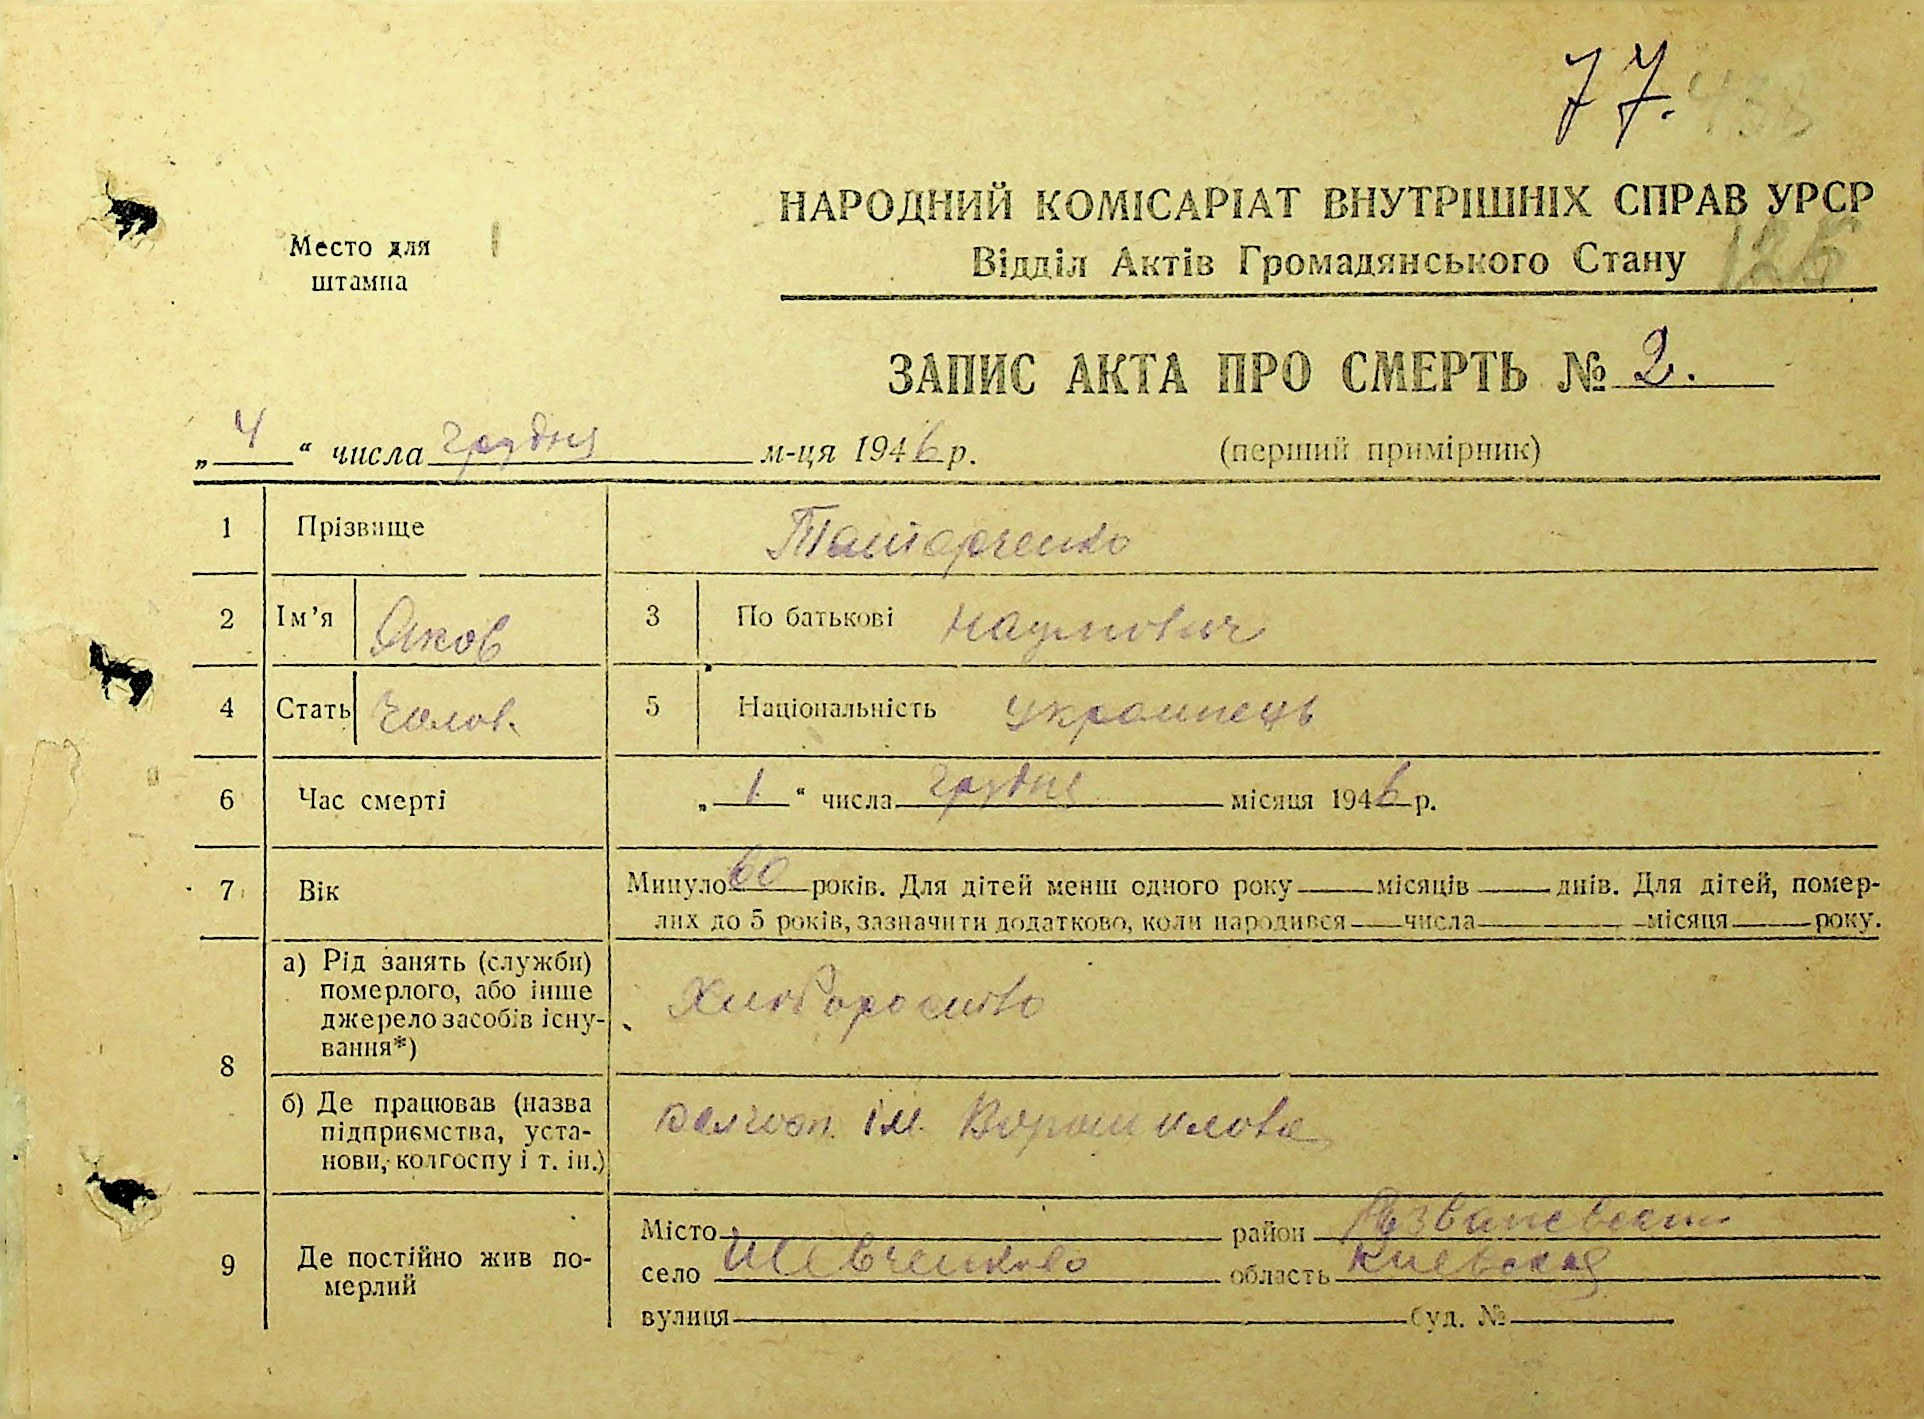 77.
126
НАРОДНИЙ КОМІСАРІАТ ВНУТРІШНІХ СПРАВ УРСР
Відділ Актів Громадянського Стану
Место для
штампа
ЗАПИС АКТА ПРО СМЕРТЬ № 2.
„ 4 “ числа грудня м-ця 1946 р.
(перший примірник)
1 Прізвище Татарченко
2 Ім’я Яков 3 По батькові Наумович
4 Стать чолов. 5 Національність українець
6 Час смерті „ 1 “ числа грудня місяця 1946 р.
7 Вік Минуло 60 років. Для дітей менш одного року місяців днів. Для дітей, помер-
лих до 5 років, зазначити додатково, коли народився числа місяця року.
8 а) Рід занять (служби)
померлого, або інше
джерело засобів існу-
вання*)
Хлиборобство
б) Де працював (назва
підприємства, уста-
нови, колгоспу і т. ін.)
колгосп. ім. Ворошилова
9 Де постійно жив по-
мерлий
Місто район
село Шевченково область Киевская
вулиця буд. №